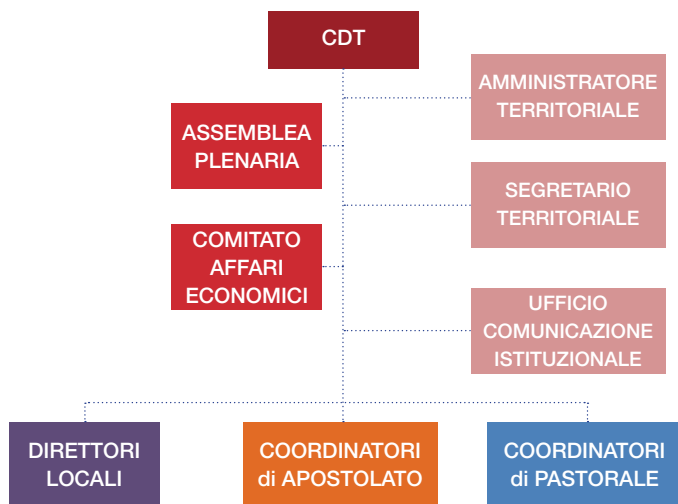 CDT
AMMINISTRATORE
TERRITORIALE
ASSEMBLEA
PLENARIA
SEGRETARIO
TERRITORIALE
COMITATO
AFFARI
ECONOMICI
UFFICIO
COMUNICAZIONE
ISTITUZIONALE
DIRETTORI
LOCALI
COORDINATORI
di APOSTOLATO
COORDINATORI
di PASTORALE